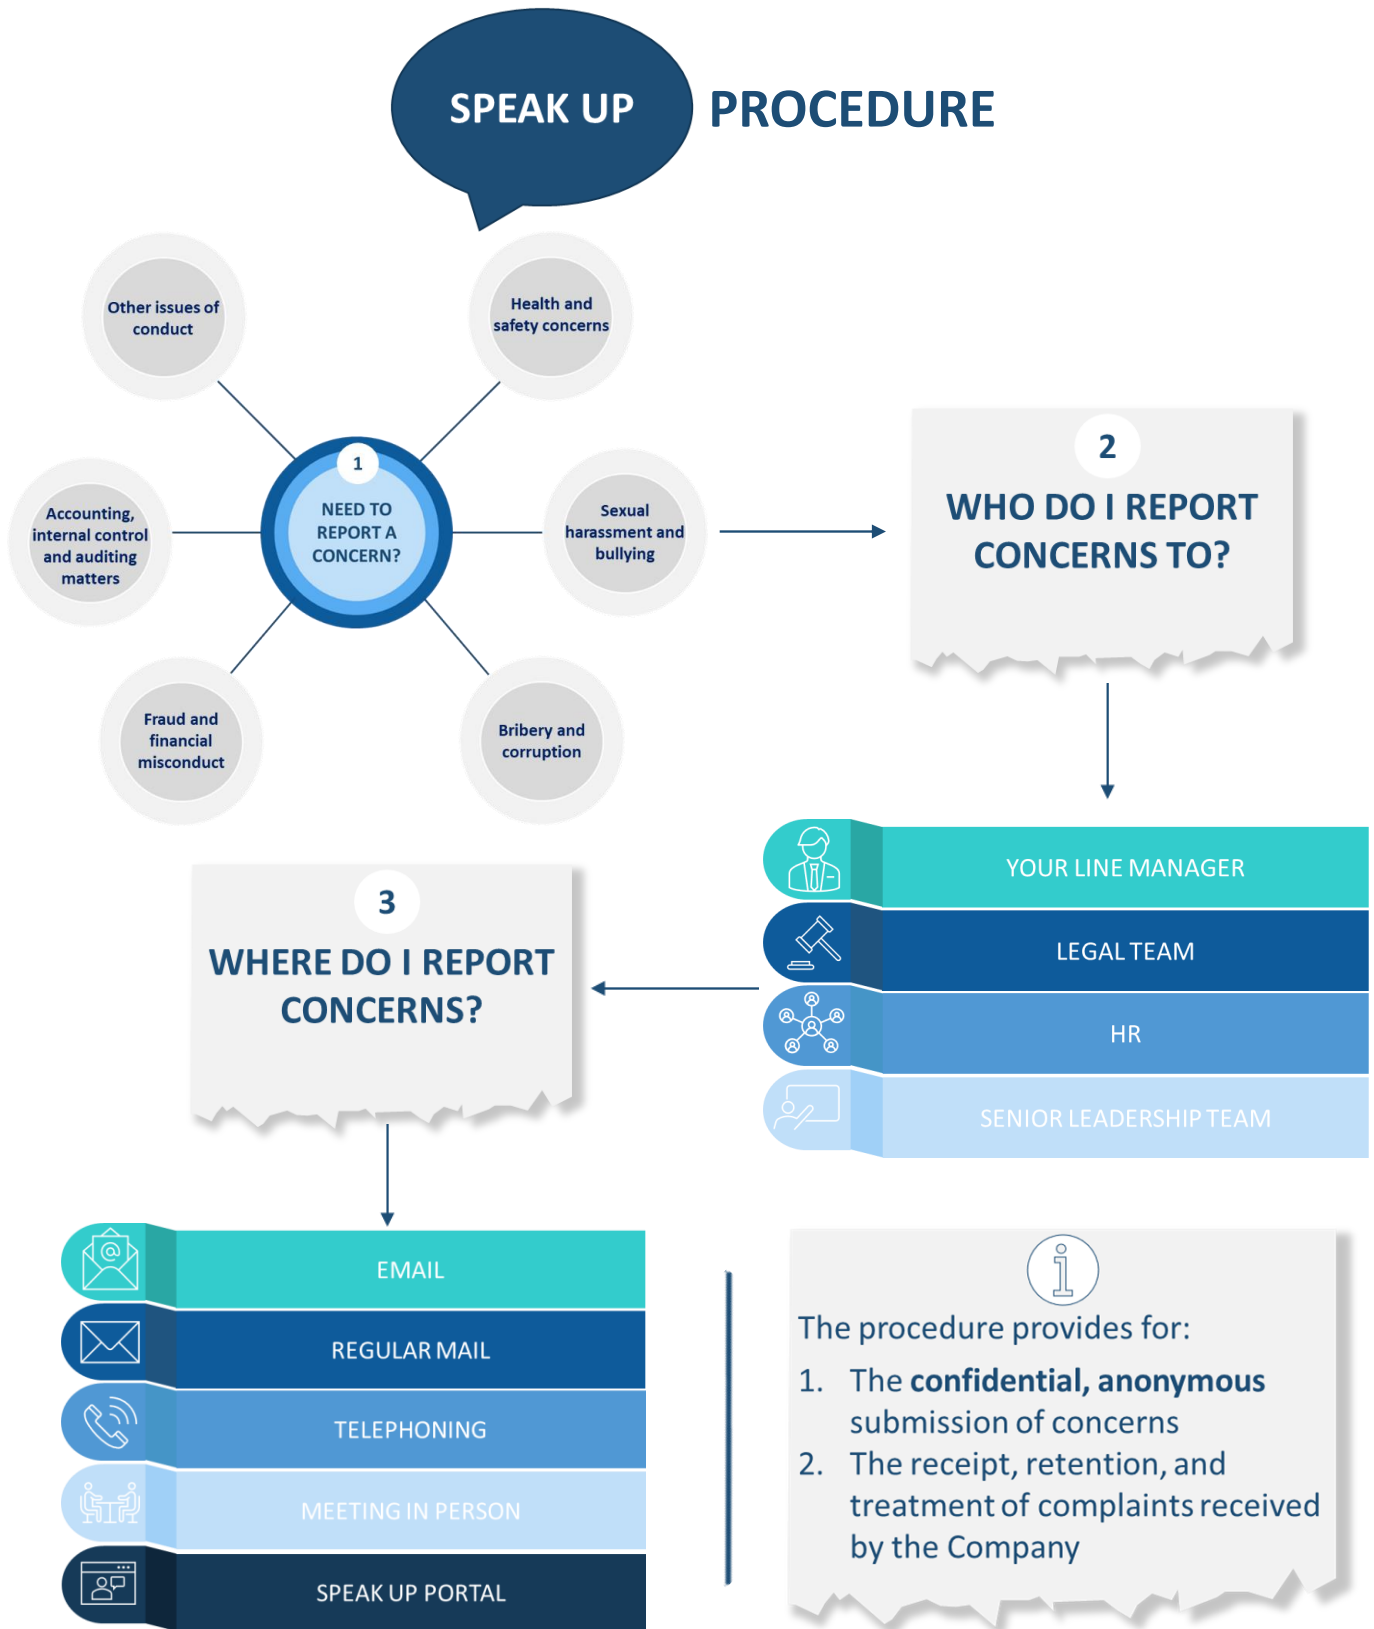 SPEAK UP
PROCEDURE
Other issues of
conduct
Health and
safety concerns
1
NEED TO
REPORT A
CONCERN?
Accounting,
internal control
and auditing
matters
Sexual
harassment and
bullying
Fraud and
financial
misconduct
Bribery and
corruption
2
WHO DO I REPORT
CONCERNS TO?
YOUR LINE MANAGER
LEGAL TEAM
HR
SENIOR LEADERSHIP TEAM
3
WHERE DO I REPORT
CONCERNS?
EMAIL
REGULAR MAIL
TELEPHONING
MEETING IN PERSON
SPEAK UP PORTAL
The procedure provides for:
1. The confidential, anonymous
submission of concerns
2. The receipt, retention, and
treatment of complaints received
by the Company